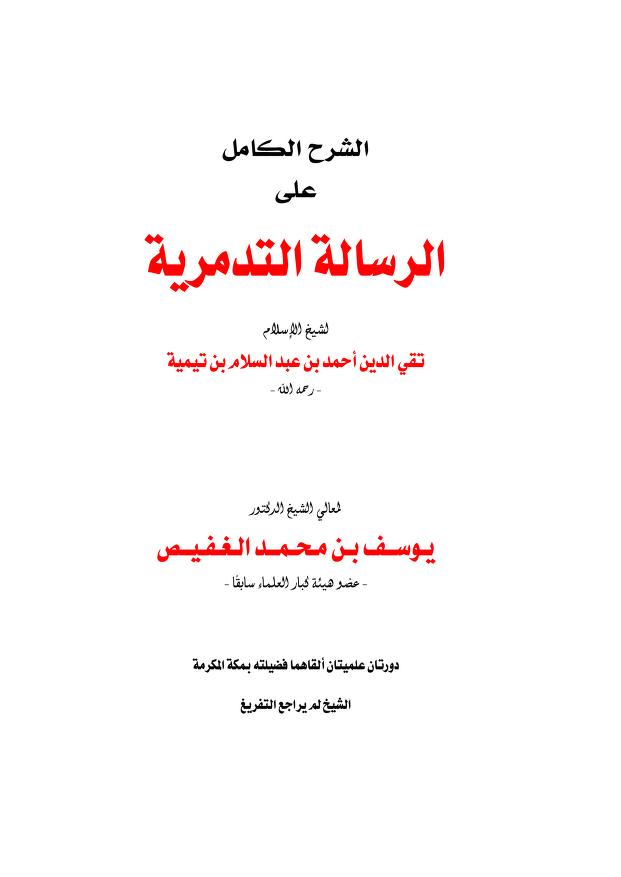 الشرح الكامل
على
الرسالة التدمرية
لشيخ الإسلام
تقي الدين أحمد بن عبد السلام بن تيمية
- رحمه الله -
لمعالي الشيخ الدكتور
يوسف بن محمد الغفيص
- عضو هيئة كبار العلماء سابقًا -
دورتان علميتان ألقاهما فضيلته بمكة المكرمة
الشيخ لم يراجع التفريغ